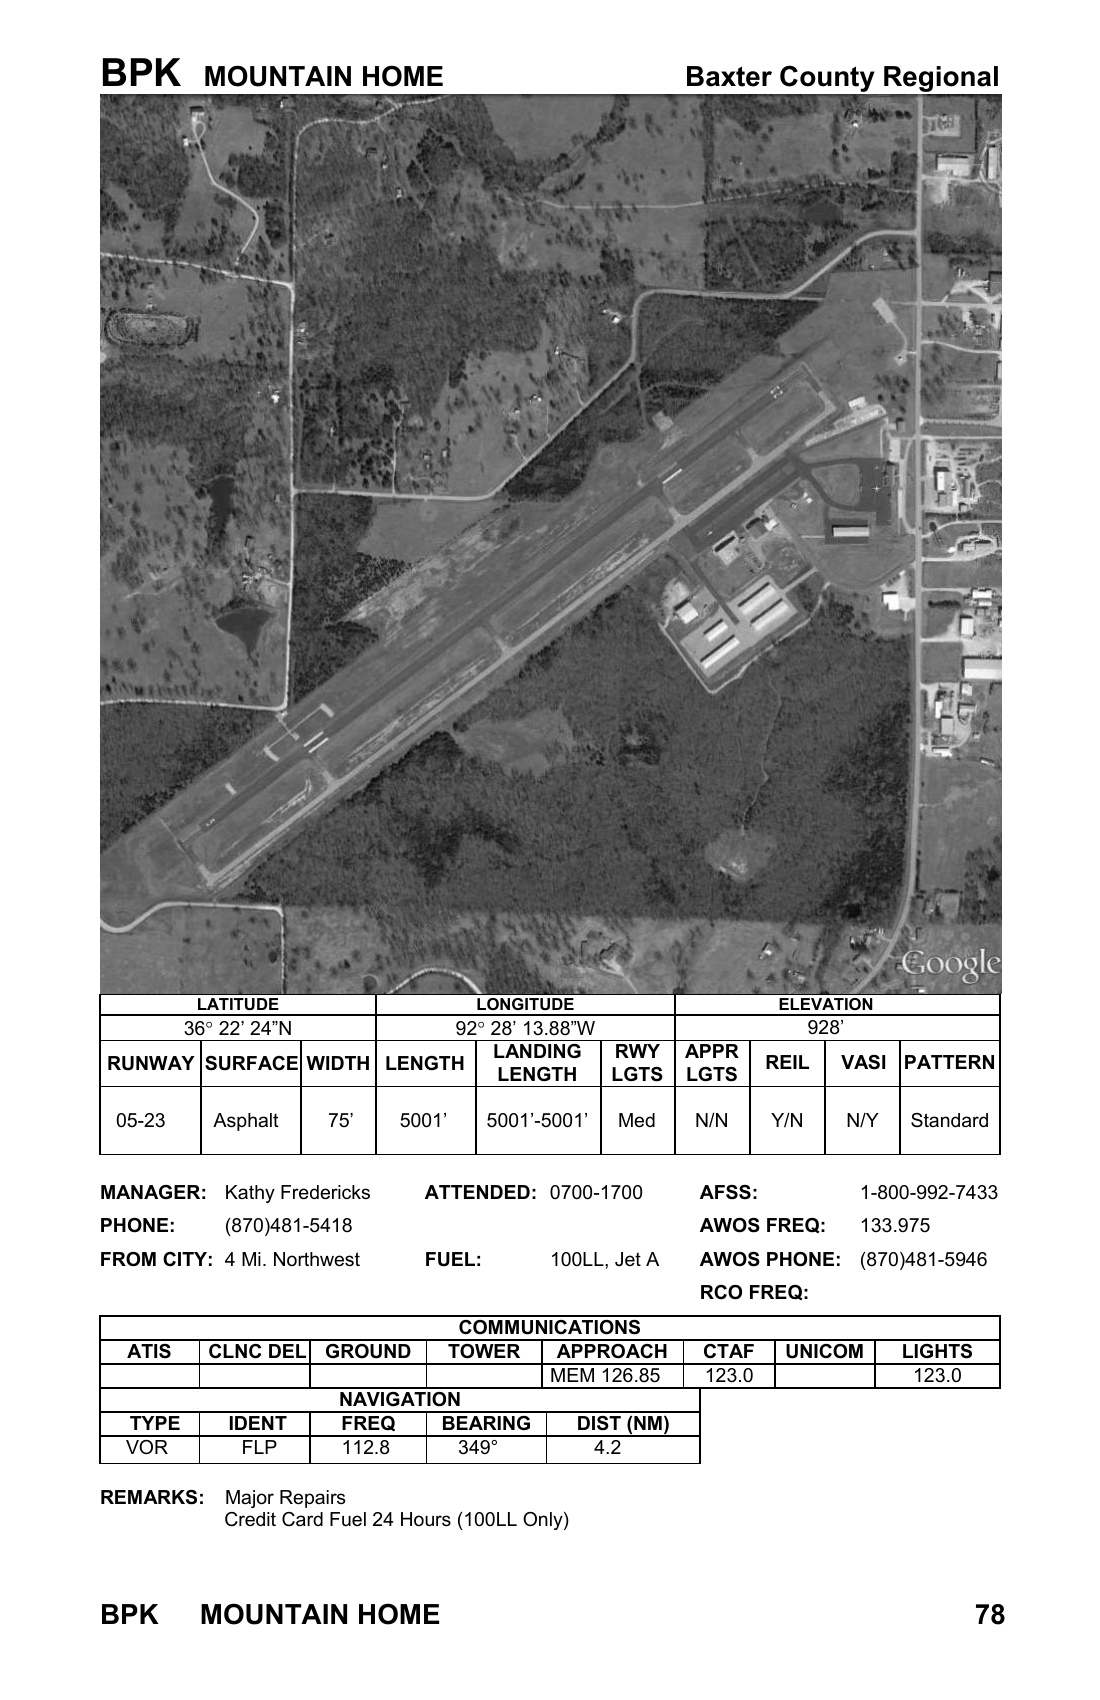 BPK MOUNTAIN HOME Baxter County Regional
Google
LATITUDE LONGITUDE ELEVATION
36° 22’ 24”N 92° 28’ 13.88”W 928’
RUNWAY SURFACE WIDTH LENGTH LANDING LENGTH RWY LGTS APPR LGTS REIL VASI PATTERN
05-23 Asphalt 75’ 5001’ 5001’-5001’ Med N/N Y/N N/Y Standard
MANAGER: Kathy Fredericks ATTENDED: 0700-1700 AFSS: 1-800-992-7433
PHONE: (870)481-5418 AWOS FREQ: 133.975
FROM CITY: 4 Mi. Northwest FUEL: 100LL, Jet A AWOS PHONE: (870)481-5946
RCO FREQ:
COMMUNICATIONS
ATIS CLNC DEL GROUND TOWER APPROACH CTAF UNICOM LIGHTS
MEM 126.85 123.0 123.0
NAVIGATION
TYPE IDENT FREQ BEARING DIST (NM)
VOR FLP 112.8 349° 4.2
REMARKS: Major Repairs
Credit Card Fuel 24 Hours (100LL Only)
BPK MOUNTAIN HOME 78